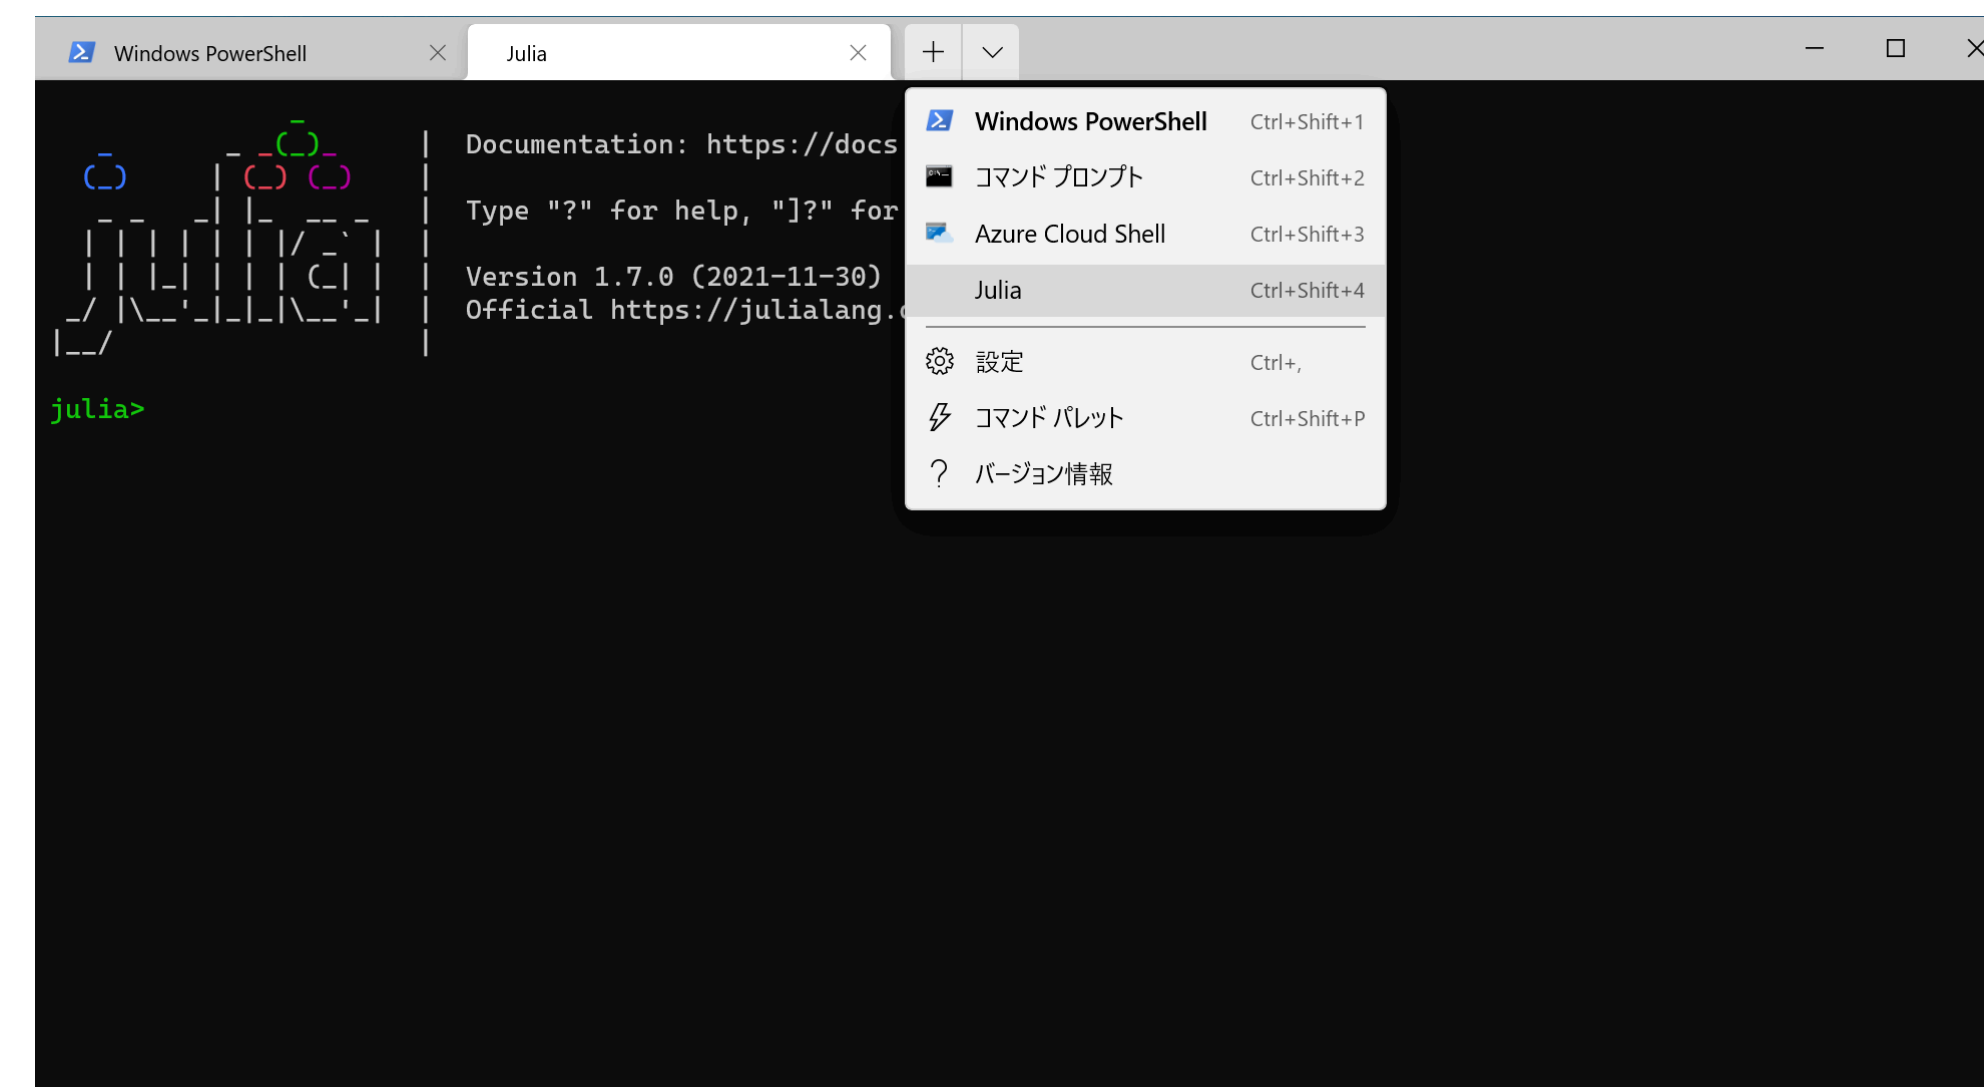 Windows PowerShell
Julia
Documentation: https://docs
Type "?" for help, "]?" for
Version 1.7.0 (2021-11-30)
Official https://julialang.
julia>
Windows PowerShell Ctrl+Shift+1
コマンド プロンプト Ctrl+Shift+2
Azure Cloud Shell Ctrl+Shift+3
Julia Ctrl+Shift+4
設定 Ctrl+,
コマンド パレット Ctrl+Shift+P
バージョン情報